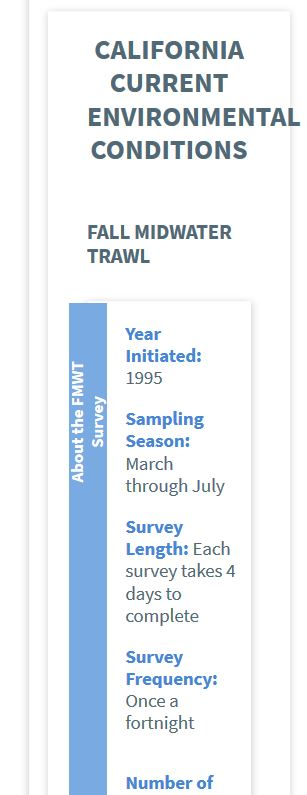 CALIFORNIA
CURRENT
ENVIRONMENTAL
CONDITIONS
FALL MIDWATER
TRAWL
About the FMWT
Survey
Year
Initiated:
1995
Sampling
Season:
March
through July
Survey
Length: Each
survey takes 4
days to
complete
Survey
Frequency:
Once a
fortnight
Number of